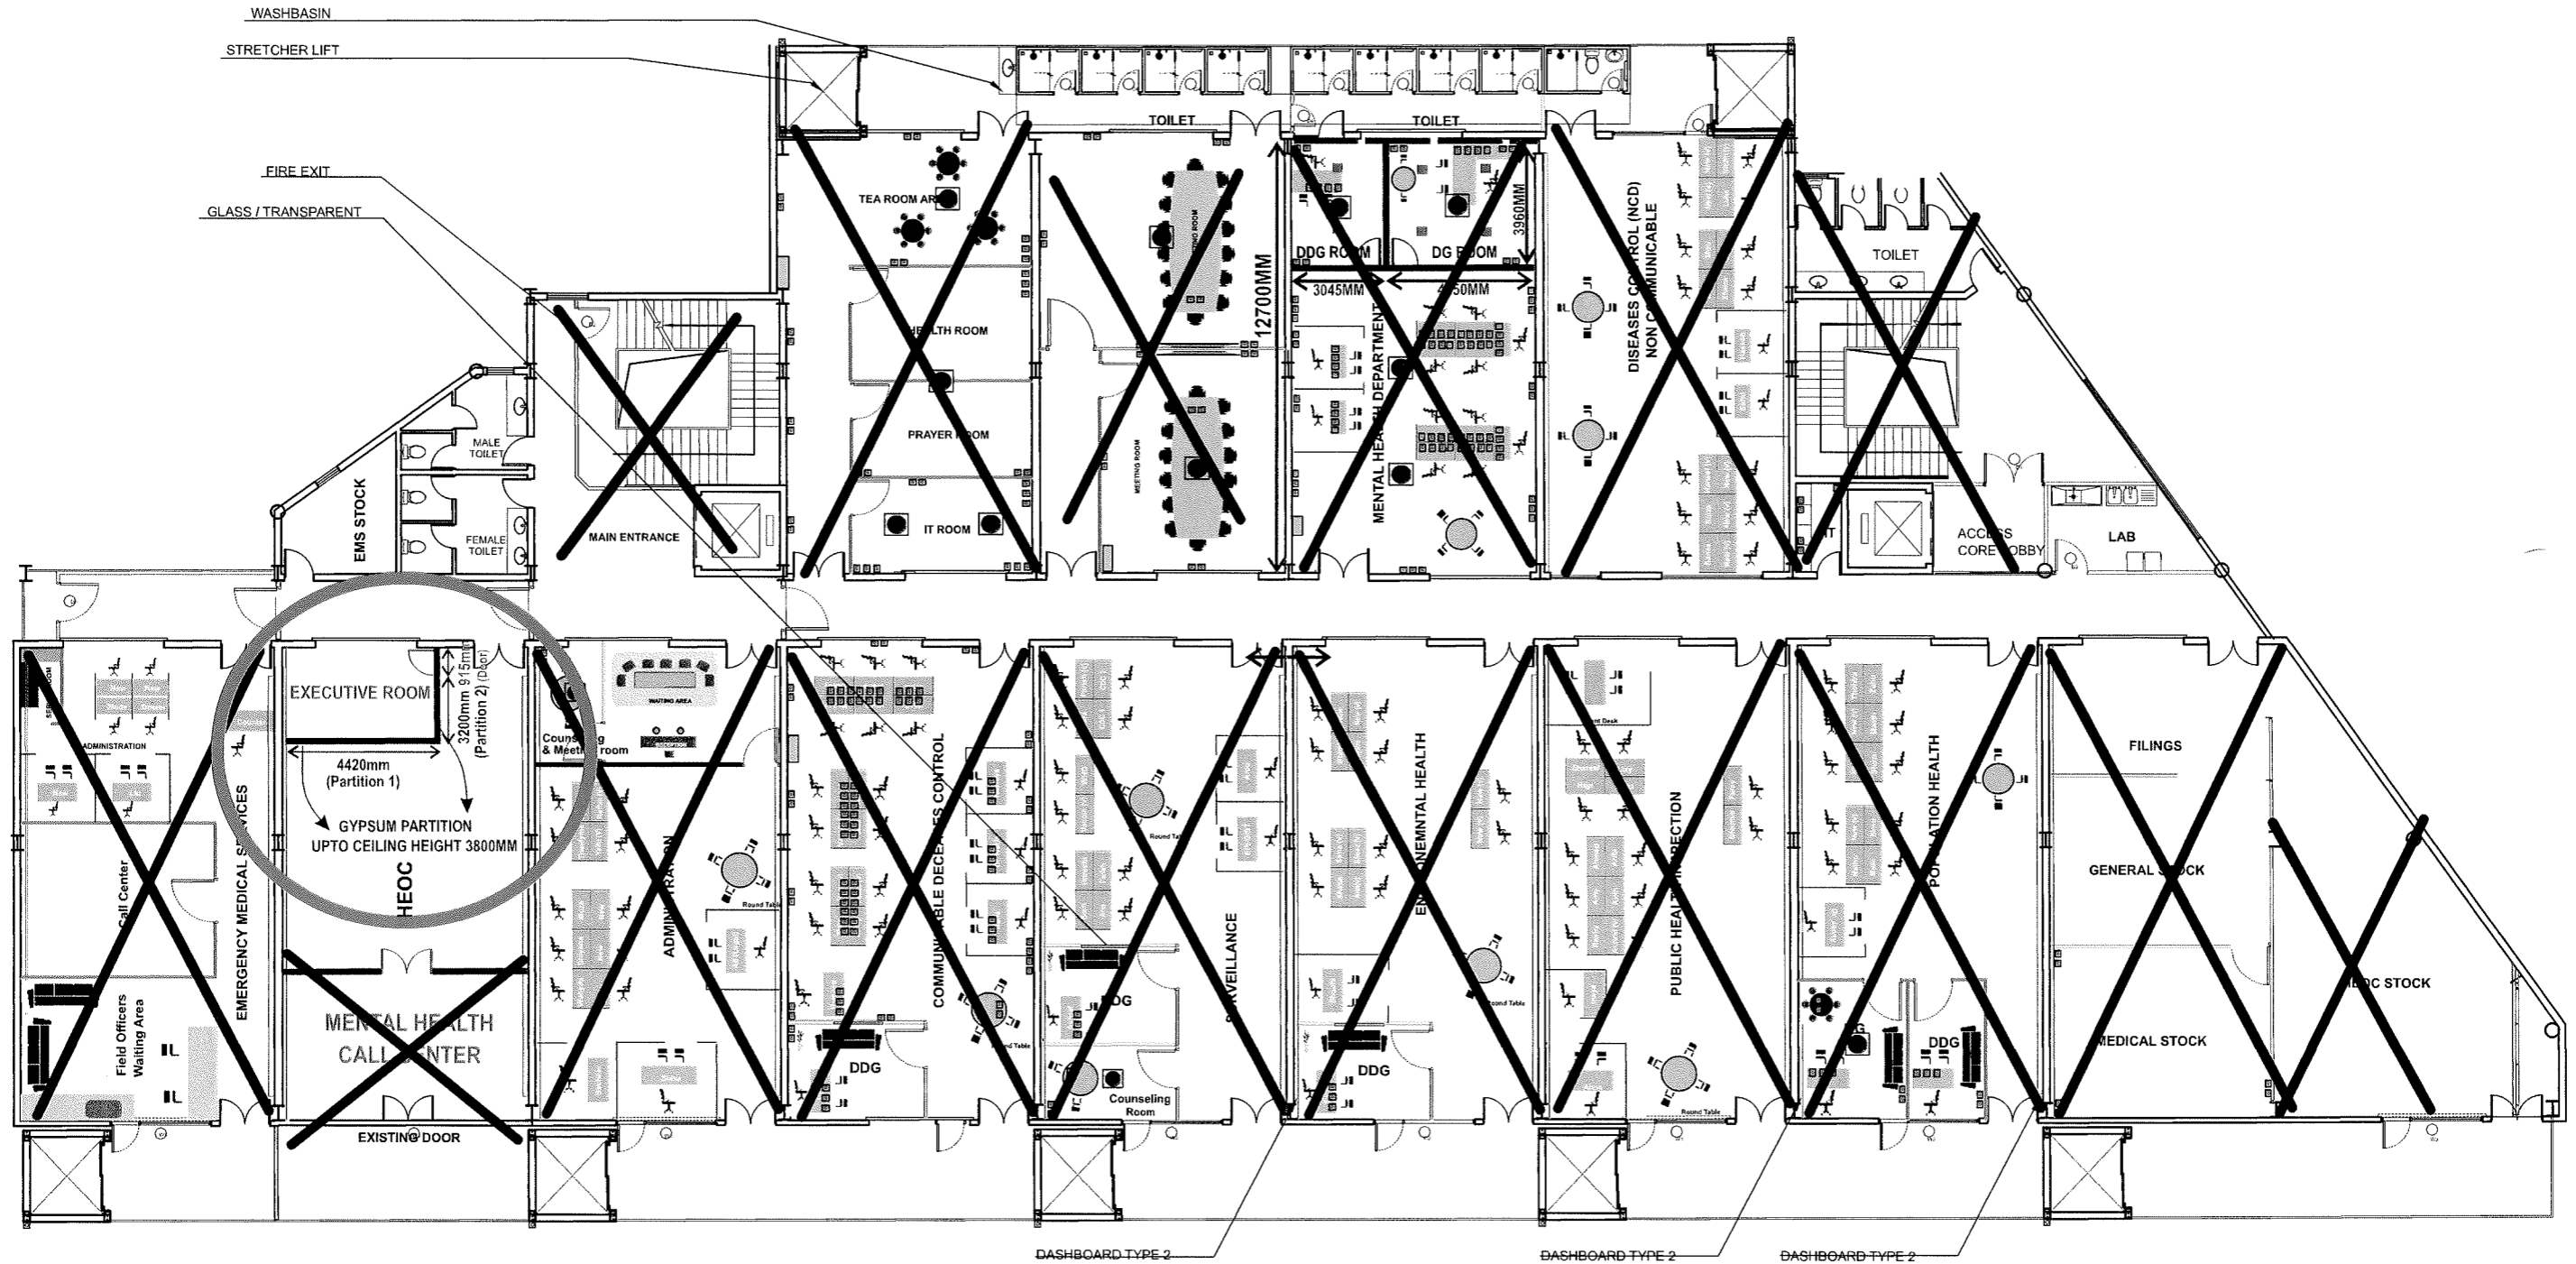 WASHBASIN
STRETCHER LIFT
FIRE EXIT
GLASS / TRANSPARENT
TOILET
TOILET
TEA ROOM
HEALTH ROOM
PRAYER ROOM
IT ROOM
MEETING ROOM
MEETING ROOM
12700MM
DDG ROOM
DG ROOM
3960MM
3045MM
MENTAL HEALTH DEPARTMENT
DISEASES CONTROL (NCD)
NON COMMUNICABLE
TOILET
MALE
TOILET
FEMALE
TOILET
EMS STOCK
MAIN ENTRANCE
ACCESS
CORE LOBBY
LAB
ADMINISTRATION
Call Center
EMERGENCY MEDICAL SERVICES
Field Officers
Waiting Area
EXECUTIVE ROOM
3200mm 915mm
(Partition 2) (Door)
4420mm
(Partition 1)
GYPSUM PARTITION
UPTO CEILING HEIGHT 3800MM
HEOC
MENTAL HEALTH
CALL CENTER
EXISTING DOOR
WAITING AREA
Counseling
& Meeting room
ADMINISTRATION
Round Table
COMMUNICABLE DECEATES CONTROL
Round Table
DDG
Round Table
SURVEILLANCE
DDG
Counseling
Room
ENVIRONEMNTAL HEALTH
Round Table
DDG
PUBLIC HEALTH INSPECTION
Round Table
POPULATION HEALTH
DDG
FILINGS
GENERAL STOCK
MEDICAL STOCK
STOCK
DASHBOARD TYPE 2
DASHBOARD TYPE 2
DASHBOARD TYPE 2